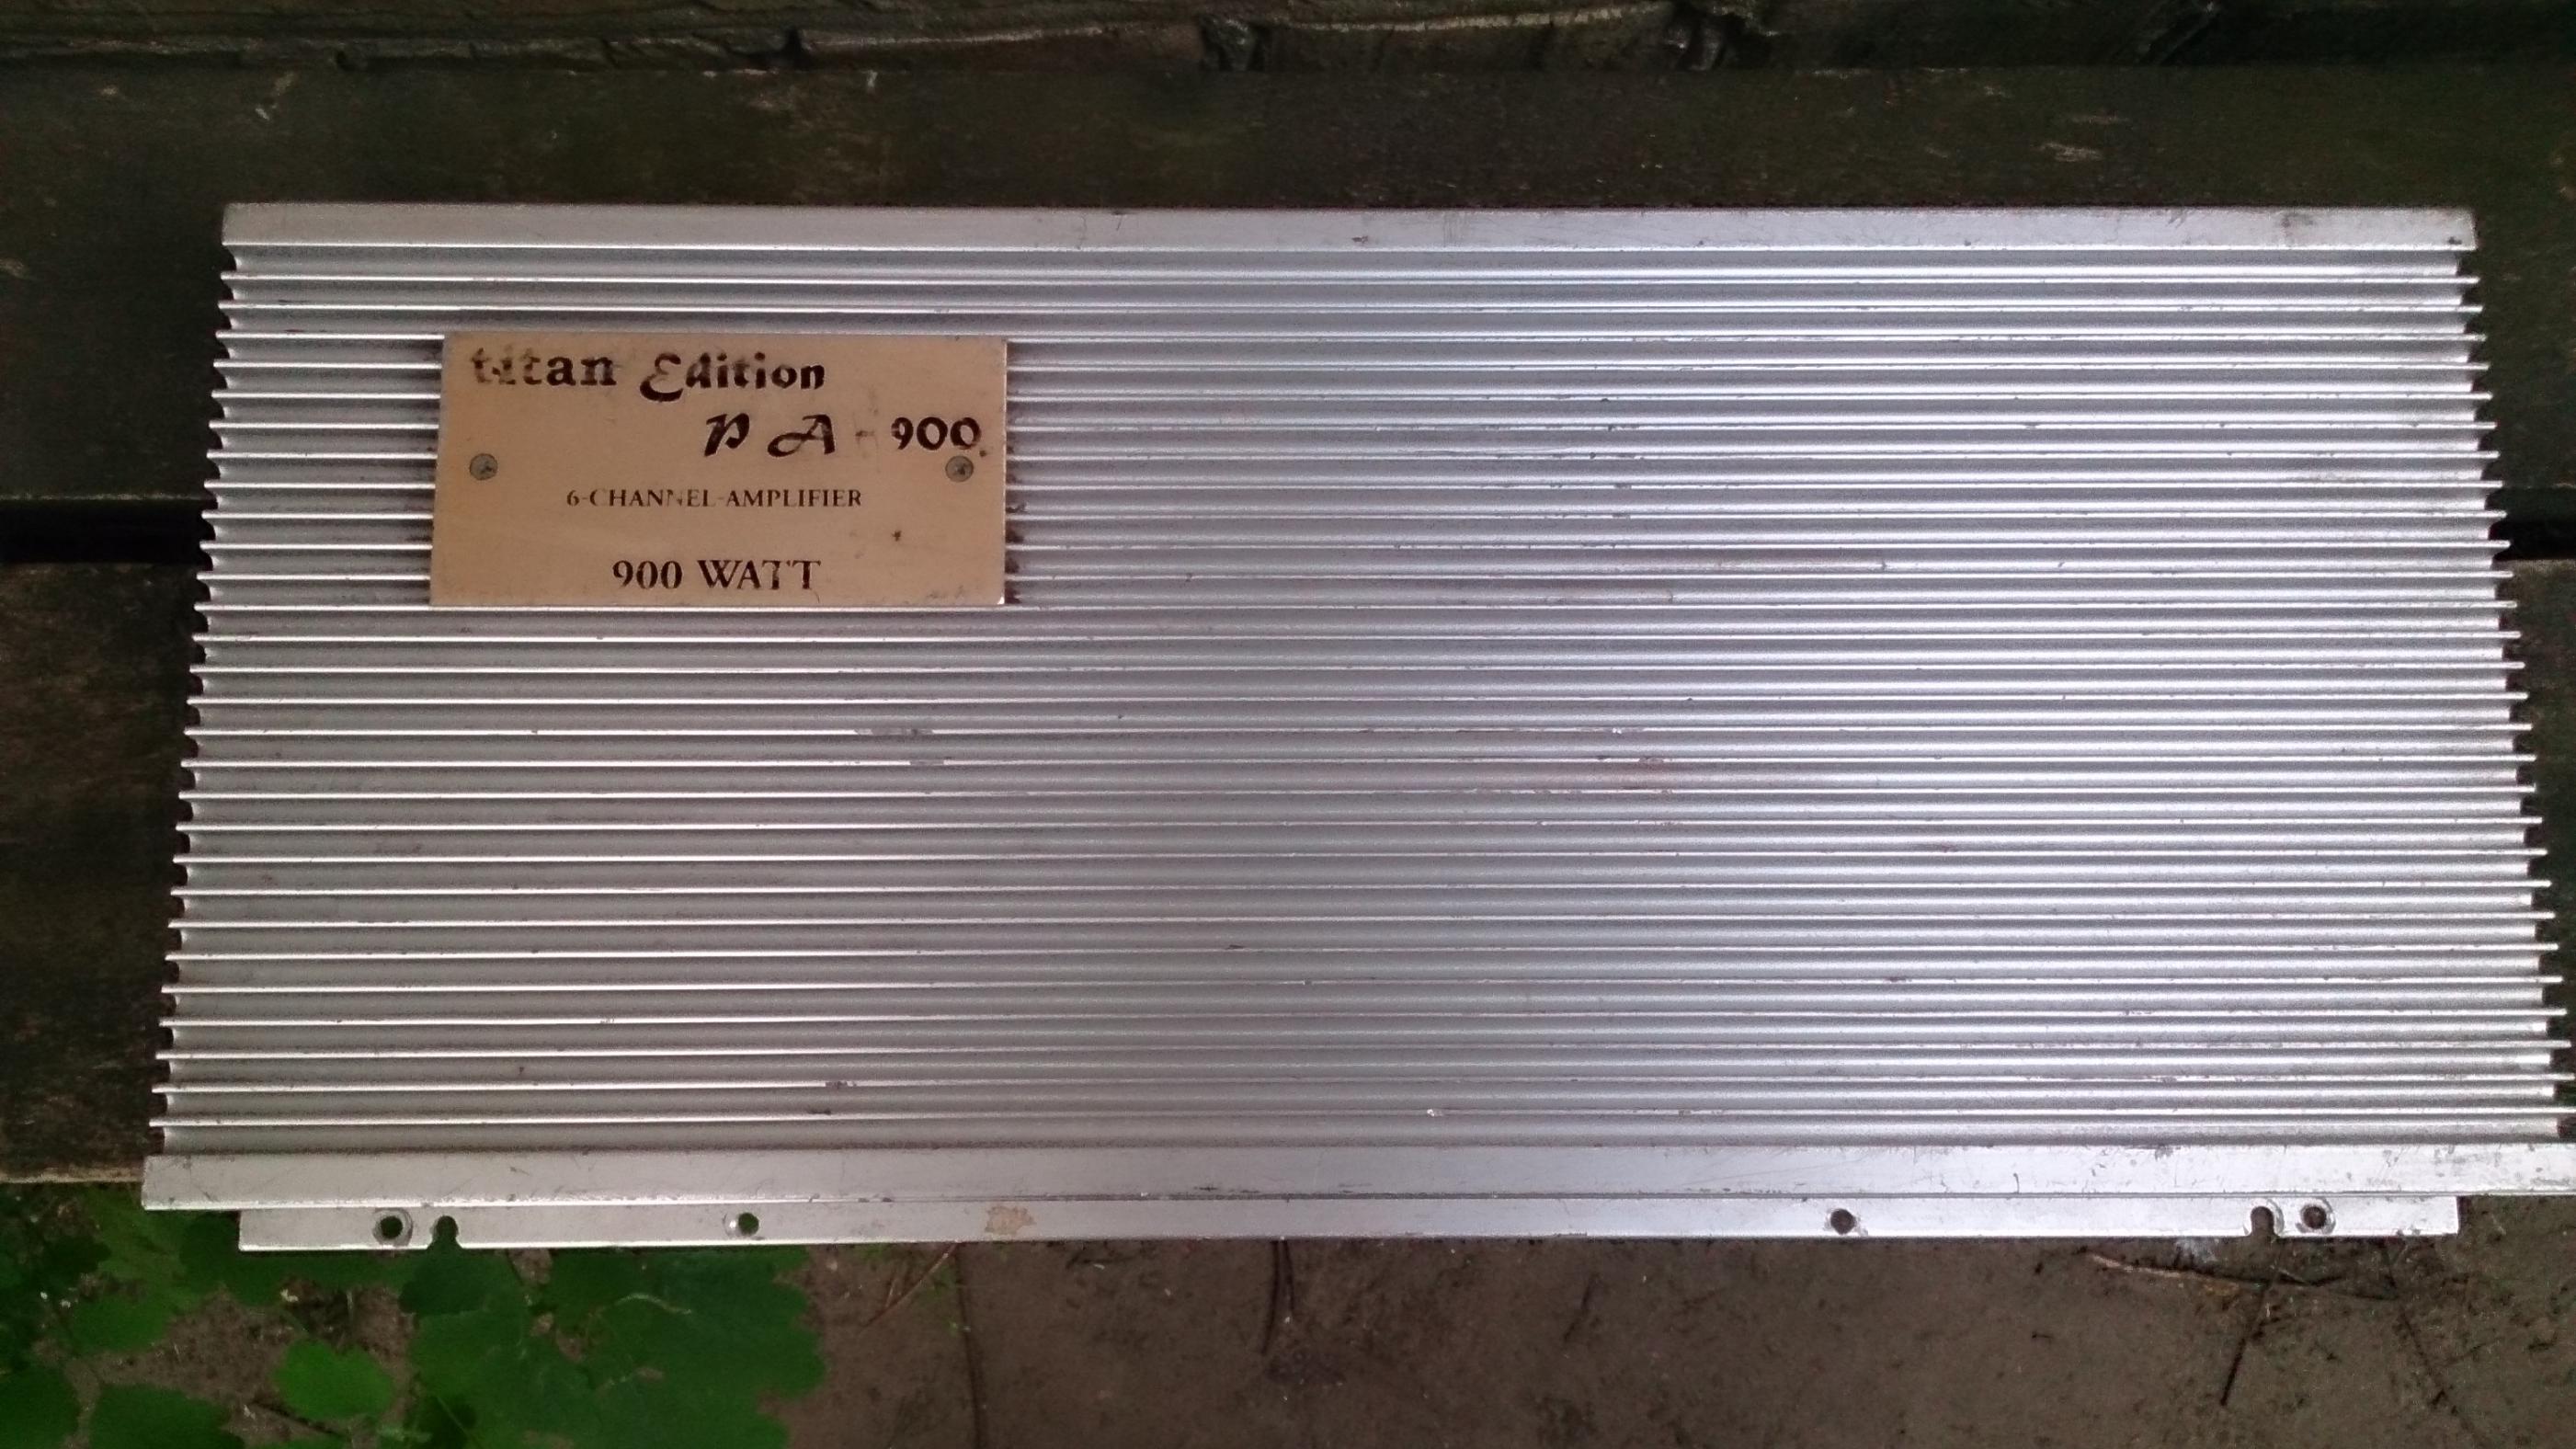 titan Edition
PA-900
6-CHANNEL-AMPLIFIER
900 WATT